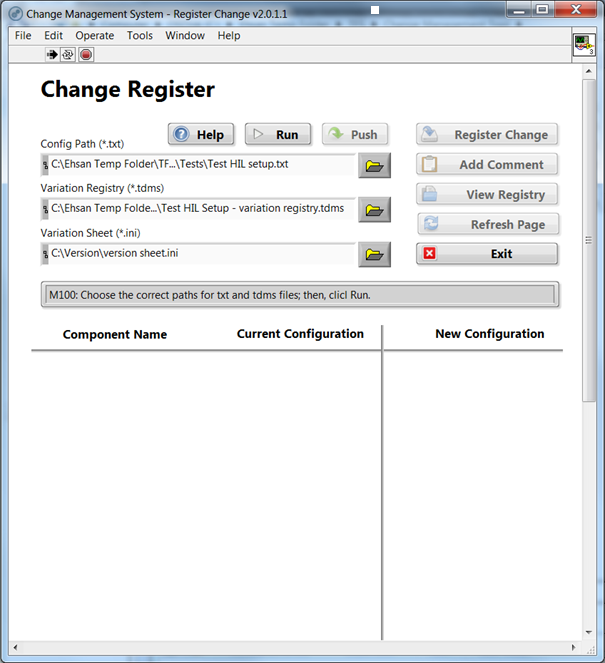 Change Management System - Register Change v2.0.1.1
File Edit Operate Tools Window Help
3
Change Register
Help Run Push Register Change
Config Path (*.txt)
C:\Ehsan Temp Folder\TF...\Tests\Test HIL setup.txt Add Comment
Variation Registry (*.tdms) View Registry
C:\Ehsan Temp Folde...\Test HIL Setup - variation registry.tdms
Variation Sheet (*.ini) Refresh Page
C:\Version\version sheet.ini Exit
M100: Choose the correct paths for txt and tdms files; then, clicl Run.
Component Name Current Configuration New Configuration